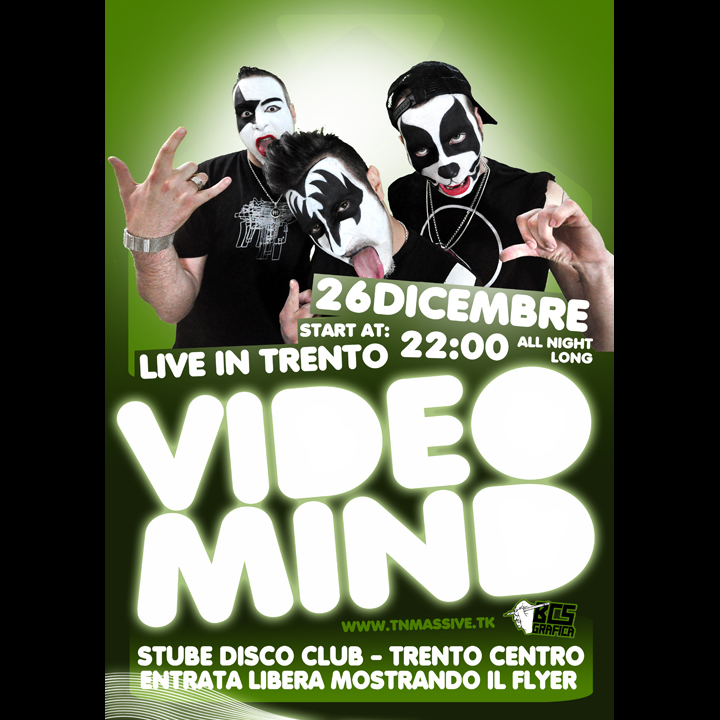 26DICEMBRE
START AT: 22:00 ALL NIGHT LONG
LIVE IN TRENTO
VIDEO
MIND
WWW.TNMASSIVE.TK
BCS
GRAFICA
STUBE DISCO CLUB - TRENTO CENTRO
ENTRATA LIBERA MOSTRANDO IL FLYER